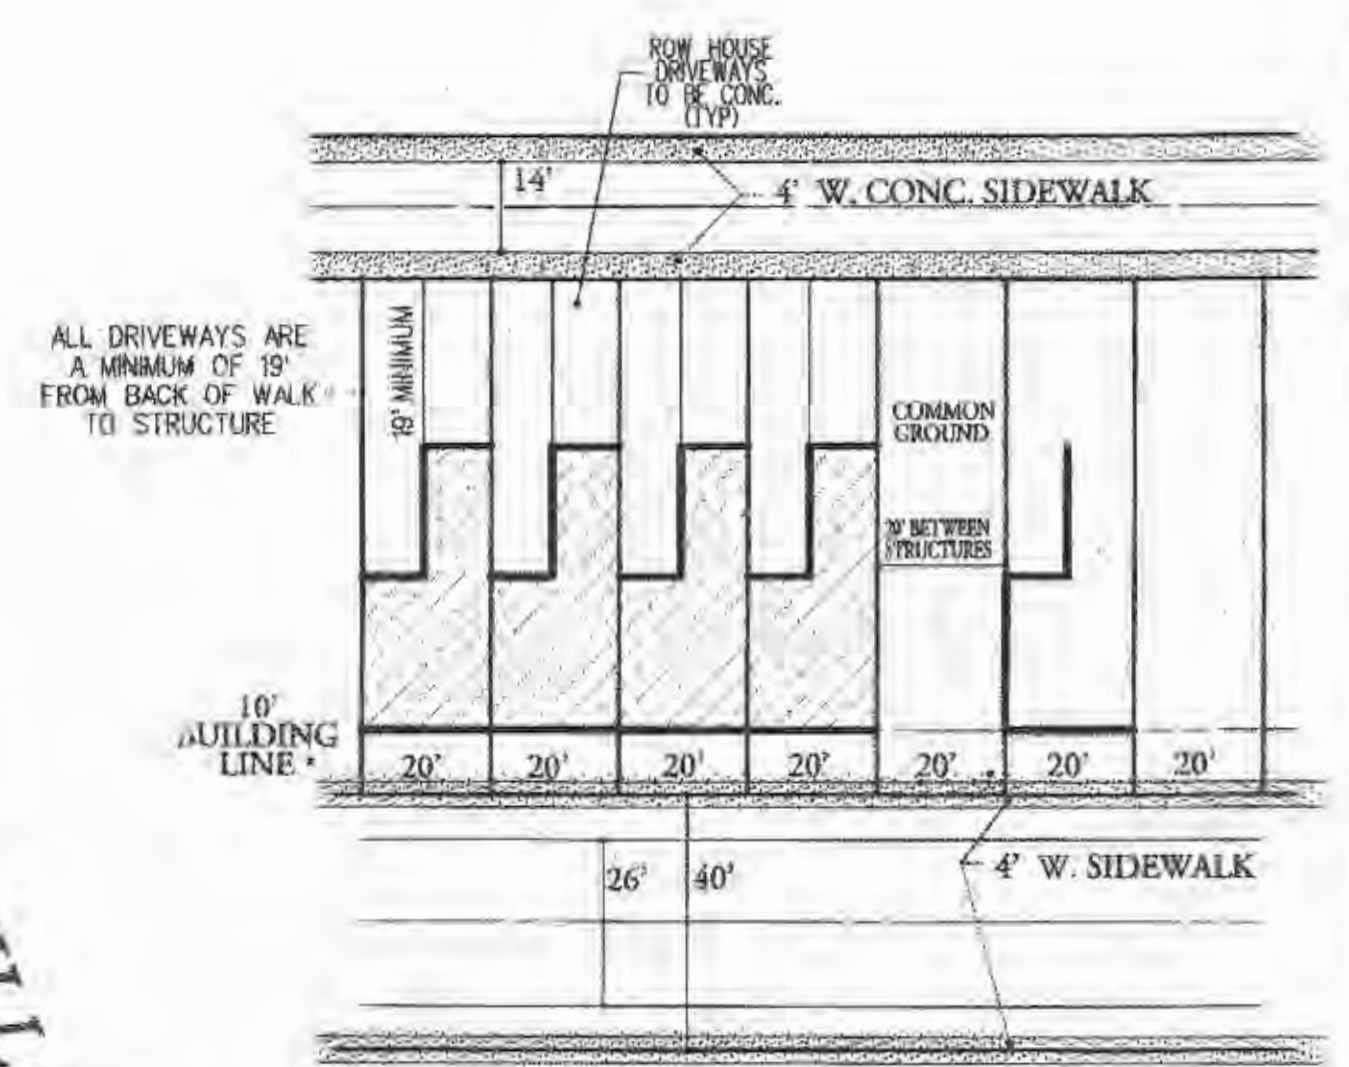 ROW HOUSE
DRIVEWAYS
TO BE CONC.
(TYP)
14'
4' W. CONC. SIDEWALK
ALL DRIVEWAYS ARE
A MINIMUM OF 19'
FROM BACK OF WALK
TO STRUCTURE
19' MINIMUM
COMMON
GROUND
20' BETWEEN
STRUCTURES
10'
BUILDING
LINE
20' 20' 20' 20' 20' 20' 20'
26' 40'
4' W. SIDEWALK